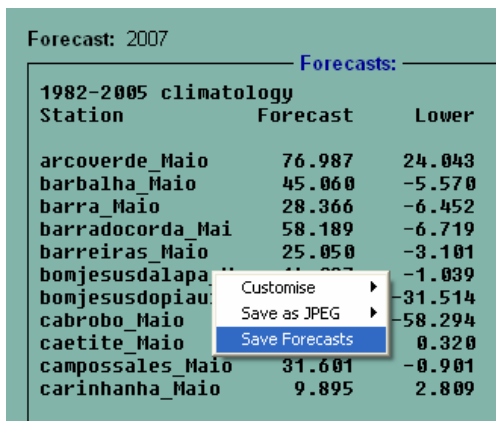 Forecast: 2007
Forecasts:
1982-2005 climatology
Station Forecast Lower
arcoverde_Maio 76.987 24.043
barbalha_Maio 45.060 -5.570
barra_Maio 28.366 -6.452
barradocorda_Mai 58.189 -6.719
barreiras_Maio 25.050 -3.101
bomjesusdalapa -1.039
bomjesusdopiau -31.514
cabrobo_Maio -58.294
caetite_Maio 0.320
campossales_Maio 31.601 -0.901
carinhanha_Maio 9.895 2.809
Customise
Save as JPEG
Save Forecasts